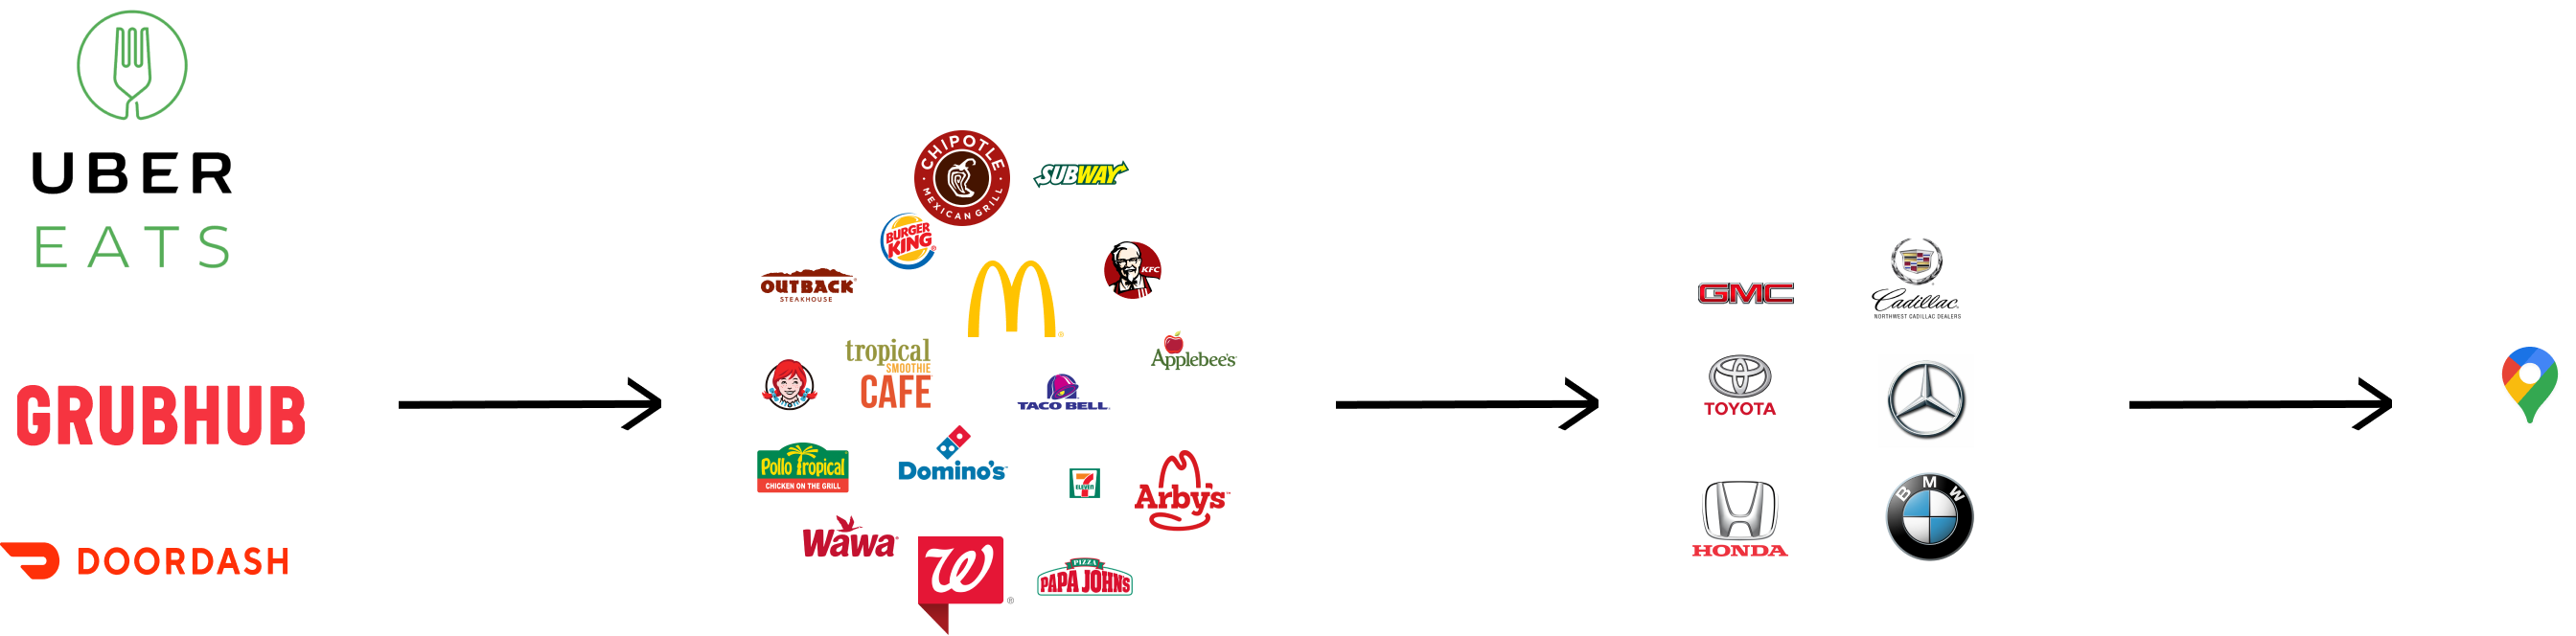 UBER
EATS
GRUBHUB
DOORDASH
CHIPOTLE
MEXICAN GRILL
SUBWAY
BURGER
KING
KFC
OUTBACK
STEAKHOUSE
tropical
SMOOTHIE
CAFE
Applebee's
TACO BELL
Pollo Tropical
CHICKEN ON THE GRILL
Domino's
7
ELEVEN
Arby's
Wawa
W
PIZZA
PAPA JOHNS
GMC
Cadillac
NORTHWEST CADILLAC DEALERS
TOYOTA
HONDA
BMW